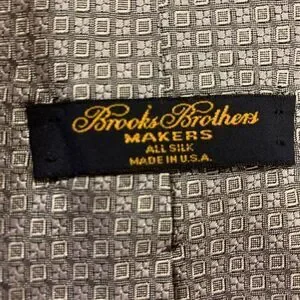 Brooks Brothers
MAKERS
ALL SILK
MADE IN U.S.A.